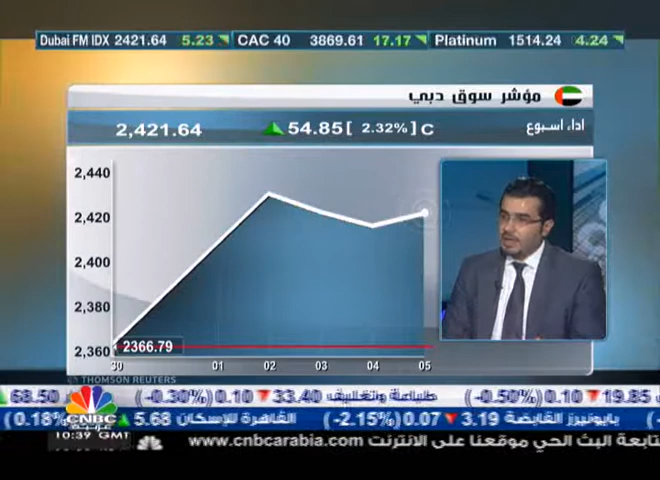 Dubai FM IDX 2421.64 5.23 CAC 40 3869.61 17.17 Platinum 1514.24 4.24
مؤشر سوق دبي
2,421.64 54.85[ 2.32%] C اداء اسبوع
2,440
2,420
2,400
2,380
2,360
2366.79
30 01 02 03 04 05
THOMSON REUTERS
68.50 (-0.30%) 0.10 33.40 طباعة وتغليف (-0.50%) 0.10 19.85
(0.18%) 5.68 القاهرة للإسكان (-2.15%) 0.07 3.19 بايونيرز القابضة
CNBC
عربية
10:39 GMT
www.cnbcarabia.com تابعة البث الحي موقعنا على الانترنت